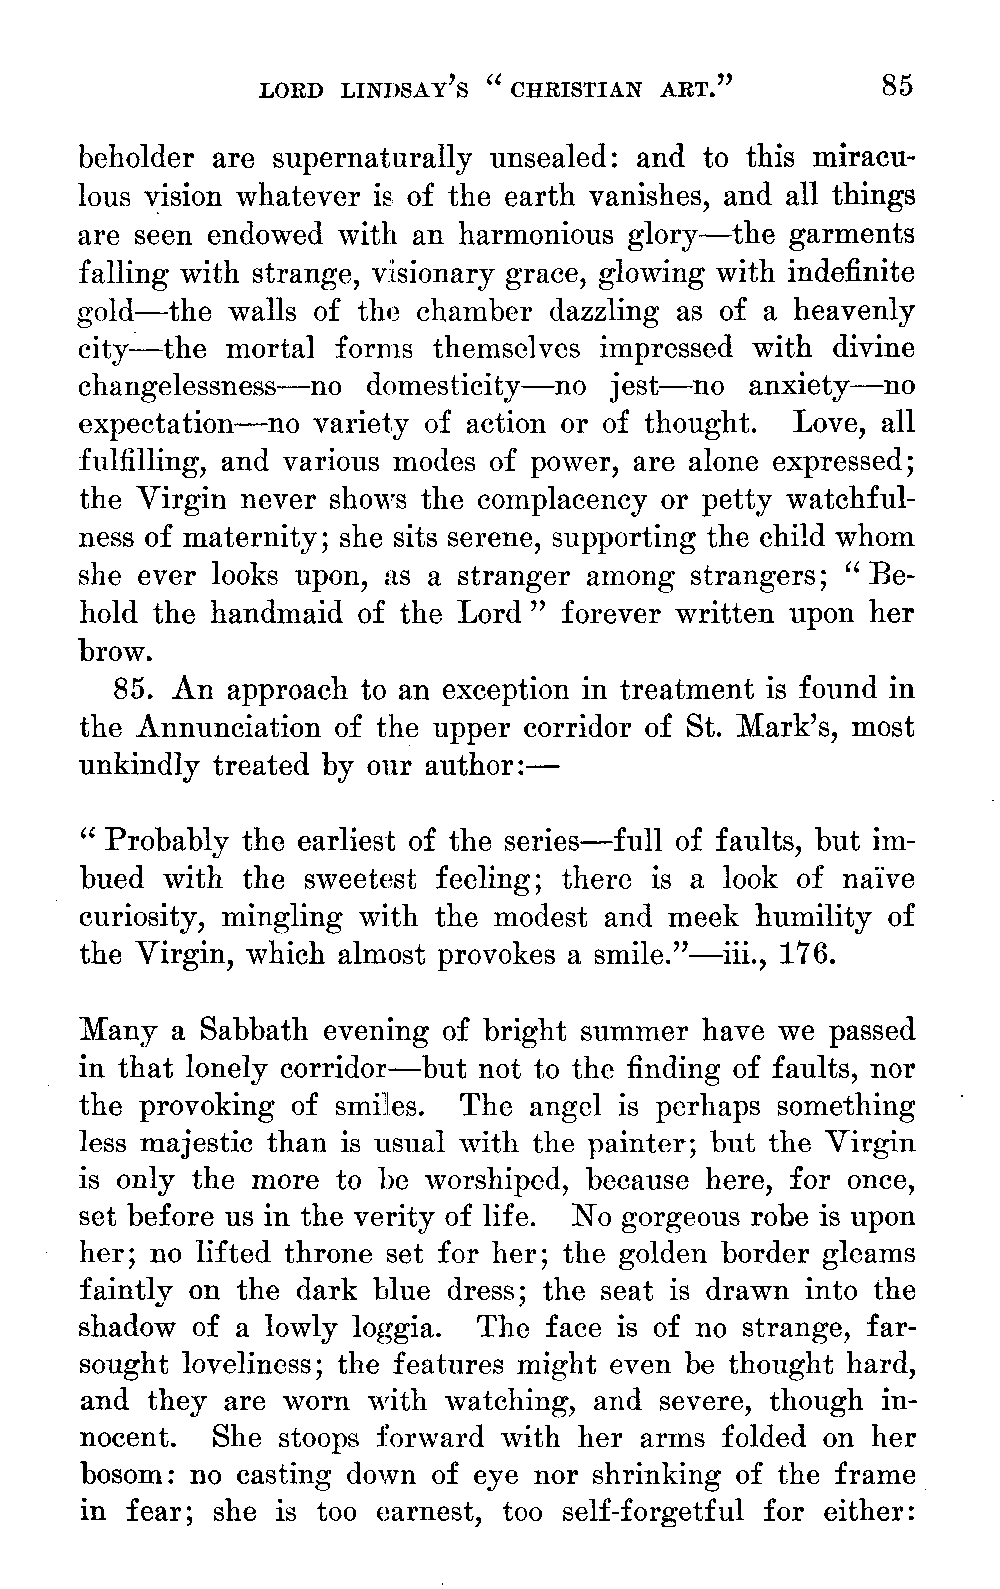 LORD LINDSAY'S "CHRISTIAN ART." 85
beholder are supernaturally unsealed: and to this miracu-
lous vision whatever is of the earth vanishes, and all things
are seen endowed with an harmonious glory—the garments
falling with strange, visionary grace, glowing with indefinite
gold—the walls of the chamber dazzling as of a heavenly
city—the mortal forms themselves impressed with divine
changelessness—no domesticity—no jest—no anxiety—no
expectation—no variety of action or of thought. Love, all
fulfilling, and various modes of power, are alone expressed;
the Virgin never shows the complacency or petty watchful-
ness of maternity; she sits serene, supporting the child whom
she ever looks upon, as a stranger among strangers; "Be-
hold the handmaid of the Lord" forever written upon her
brow.
85. An approach to an exception in treatment is found in
the Annunciation of the upper corridor of St. Mark's, most
unkindly treated by our author:—
"Probably the earliest of the series—full of faults, but im-
bued with the sweetest feeling; there is a look of naïve
curiosity, mingling with the modest and meek humility of
the Virgin, which almost provokes a smile."—iii., 176.
Many a Sabbath evening of bright summer have we passed
in that lonely corridor—but not to the finding of faults, nor
the provoking of smiles. The angel is perhaps something
less majestic than is usual with the painter; but the Virgin
is only the more to be worshiped, because here, for once,
set before us in the verity of life. No gorgeous robe is upon
her; no lifted throne set for her; the golden border gleams
faintly on the dark blue dress; the seat is drawn into the
shadow of a lowly loggia. The face is of no strange, far-
sought loveliness; the features might even be thought hard,
and they are worn with watching, and severe, though in-
nocent. She stoops forward with her arms folded on her
bosom: no casting down of eye nor shrinking of the frame
in fear; she is too earnest, too self-forgetful for either: